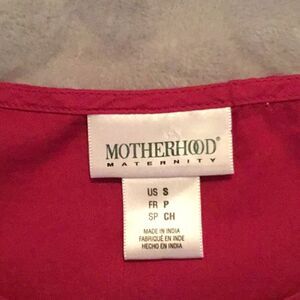 MOTHERHOOD®
MATERNITY
US S
FR P
SP CH
MADE IN INDIA
FABRIQUÉ EN INDE
HECHO EN INDIA